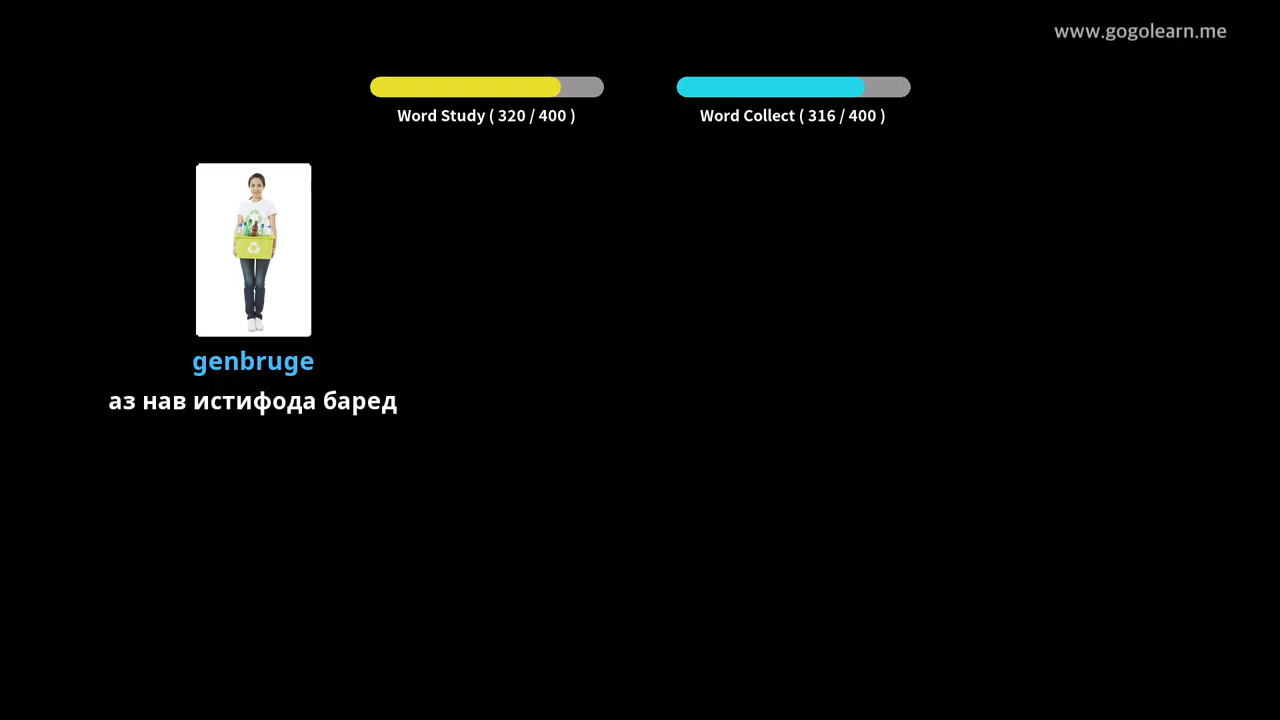 www.gogolearn.me
Word Study ( 320 / 400 )
Word Collect ( 316 / 400 )
genbruge
аз нав истифода баред